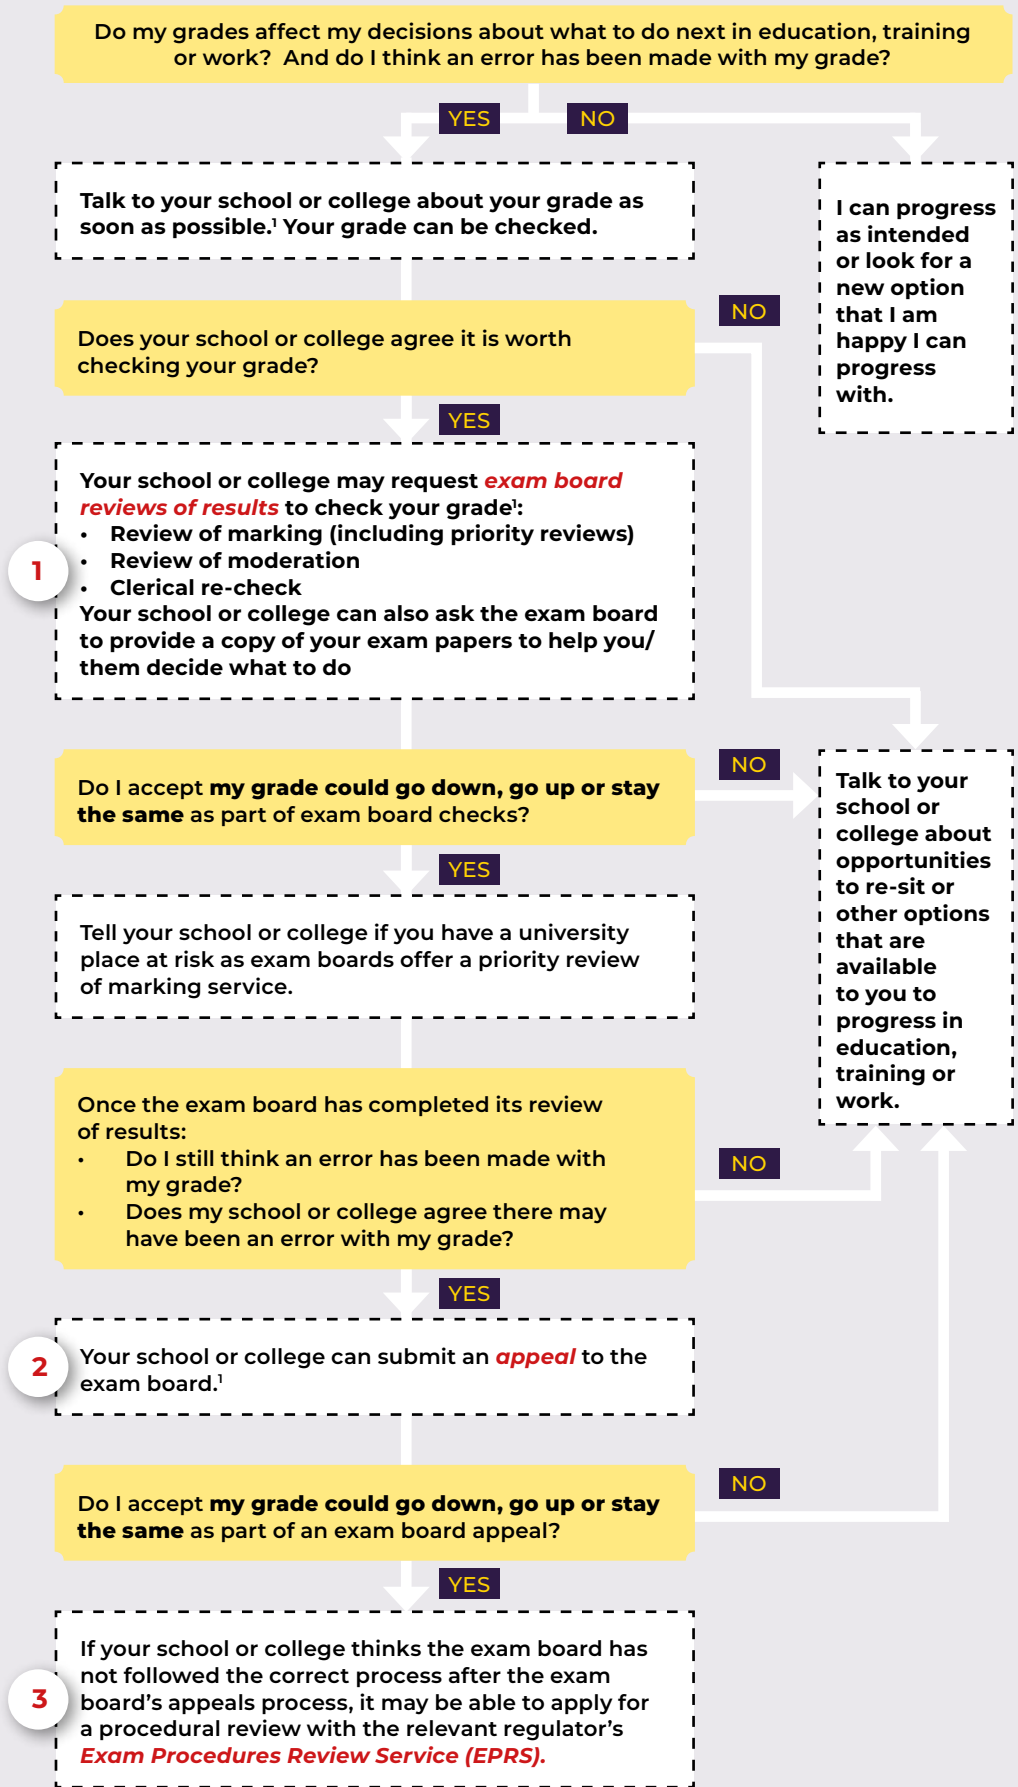 Do my grades affect my decisions about what to do next in education, training
or work? And do I think an error has been made with my grade?
YES
NO
Talk to your school or college about your grade as
soon as possible.¹ Your grade can be checked.
I can progress
as intended
or look for a
new option
that I am
happy I can
progress
with.
Does your school or college agree it is worth
checking your grade?
NO
YES
1
Your school or college may request exam board
reviews of results to check your grade¹:
• Review of marking (including priority reviews)
• Review of moderation
• Clerical re-check
Your school or college can also ask the exam board
to provide a copy of your exam papers to help you/
them decide what to do
Do I accept my grade could go down, go up or stay
the same as part of exam board checks?
NO
YES
Talk to your
school or
college about
opportunities
to re-sit or
other options
that are
available
to you to
progress in
education,
training or
work.
Tell your school or college if you have a university
place at risk as exam boards offer a priority review
of marking service.
Once the exam board has completed its review
of results:
• Do I still think an error has been made with
my grade?
• Does my school or college agree there may
have been an error with my grade?
NO
YES
2
Your school or college can submit an appeal to the
exam board.¹
Do I accept my grade could go down, go up or stay
the same as part of an exam board appeal?
NO
YES
3
If your school or college thinks the exam board has
not followed the correct process after the exam
board’s appeals process, it may be able to apply for
a procedural review with the relevant regulator’s
Exam Procedures Review Service (EPRS).